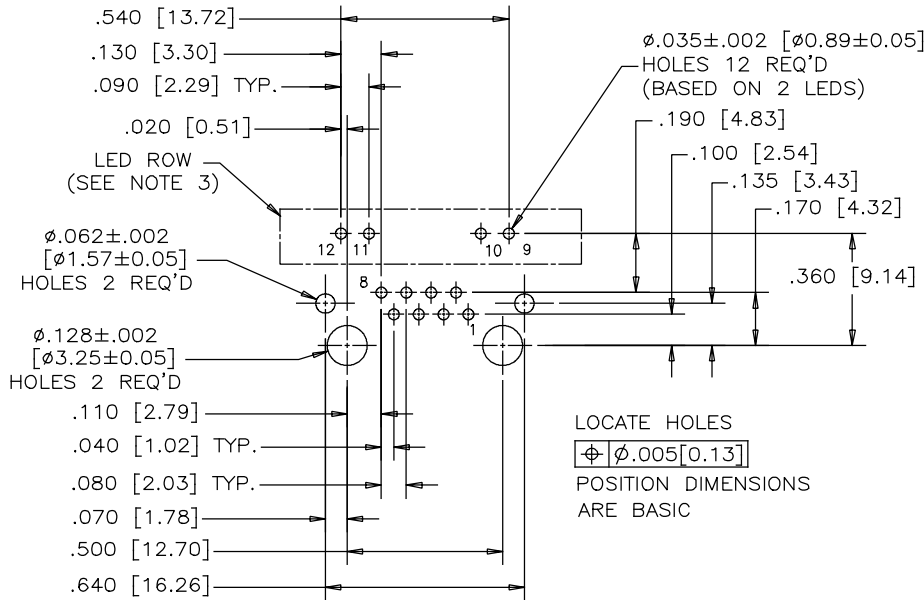 .540 [13.72]
.130 [3.30]
.090 [2.29] TYP.
.020 [0.51]
LED ROW
(SEE NOTE 3)
ø.062±.002
[ø1.57±0.05]
HOLES 2 REQ'D
ø.128±.002
[ø3.25±0.05]
HOLES 2 REQ'D
.110 [2.79]
.040 [1.02] TYP.
.080 [2.03] TYP.
.070 [1.78]
.500 [12.70]
.640 [16.26]
12
11
10
9
8
1
ø.035±.002 [ø0.89±0.05]
HOLES 12 REQ'D
(BASED ON 2 LEDS)
.190 [4.83]
.100 [2.54]
.135 [3.43]
.170 [4.32]
.360 [9.14]
LOCATE HOLES
⌖ ø.005[0.13]
POSITION DIMENSIONS
ARE BASIC